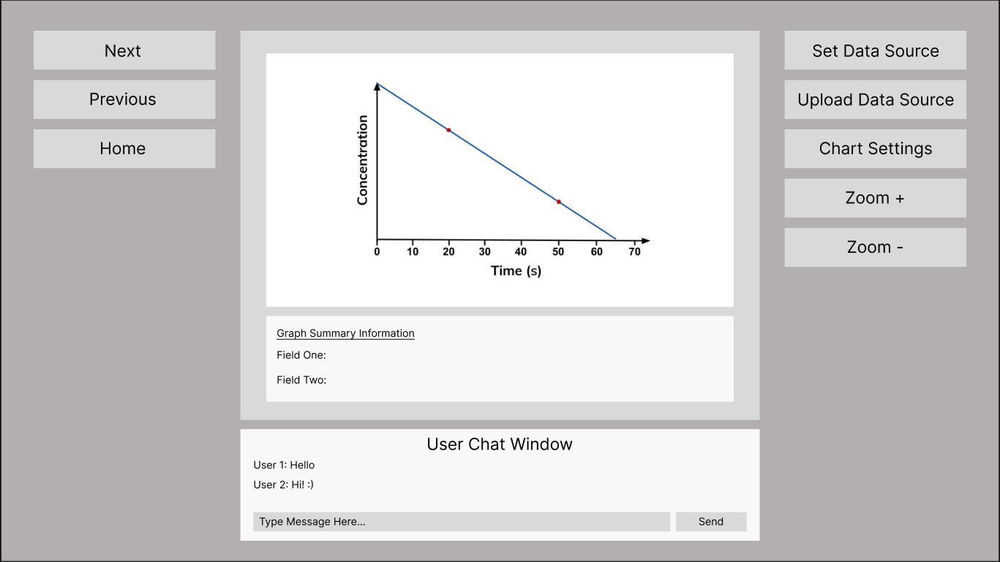 Next
Previous
Home
Concentration
0 10 20 30 40 50 60 70
Time (s)
Graph Summary Information
Field One:
Field Two:
User Chat Window
User 1: Hello
User 2: Hi! :)
Type Message Here...
Send
Set Data Source
Upload Data Source
Chart Settings
Zoom +
Zoom -